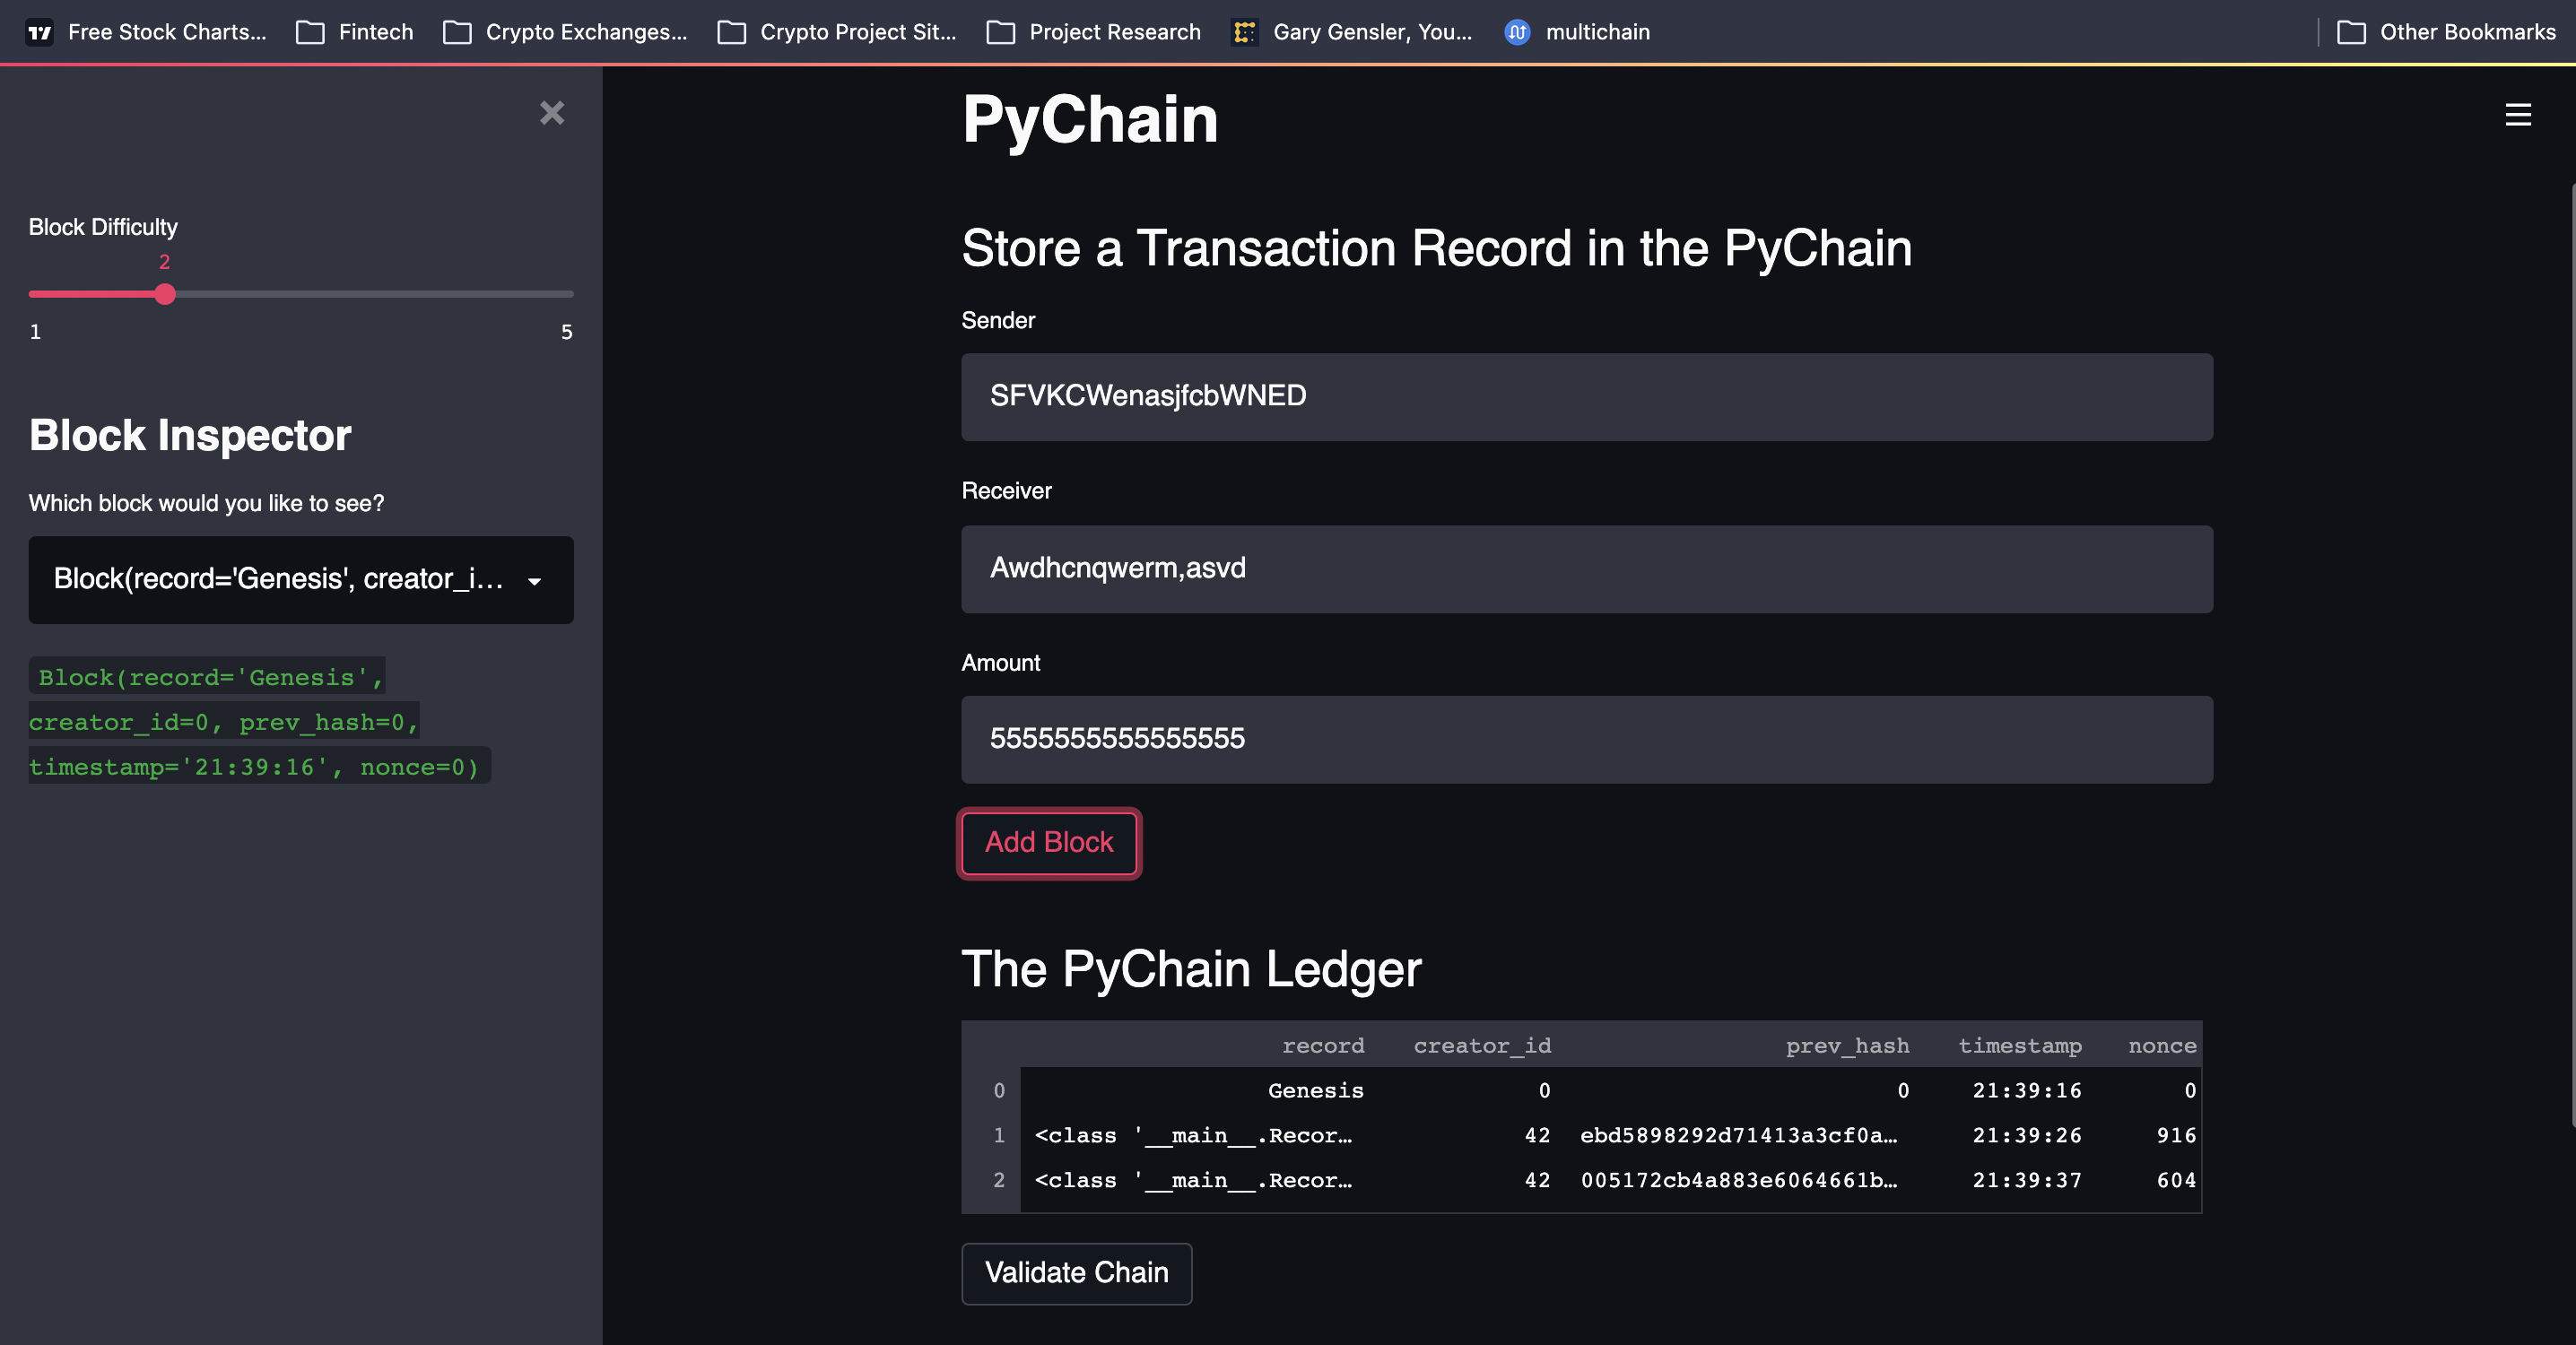 Free Stock Charts... Fintech Crypto Exchanges... Crypto Project Sit... Project Research Gary Gensler, You... multichain Other Bookmarks
Block Difficulty
2
1 5
Block Inspector
Which block would you like to see?
Block(record='Genesis', creator_i...
Block(record='Genesis',
creator_id=0, prev_hash=0,
timestamp='21:39:16', nonce=0)
PyChain
Store a Transaction Record in the PyChain
Sender
SFVKCWenasjfcbWNED
Receiver
Awdhcnqwerm,asvd
Amount
5555555555555555
Add Block
The PyChain Ledger
record creator_id prev_hash timestamp nonce
0 Genesis 0 0 21:39:16 0
1 <class '__main__.Recor… 42 ebd5898292d71413a3cf0a… 21:39:26 916
2 <class '__main__.Recor… 42 005172cb4a883e6064661b… 21:39:37 604
Validate Chain